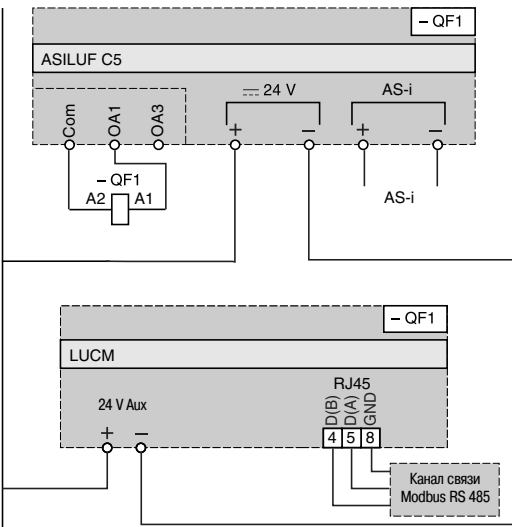 – QF1
ASILUF C5
24 V
AS-i
Com
OA1
OA3
+
–
+
–
– QF1
A2
A1
AS-i
– QF1
LUCM
RJ45
24 V Aux
D(B)
D(A)
GND
+
–
4 5 8
Канал связи
Modbus RS 485